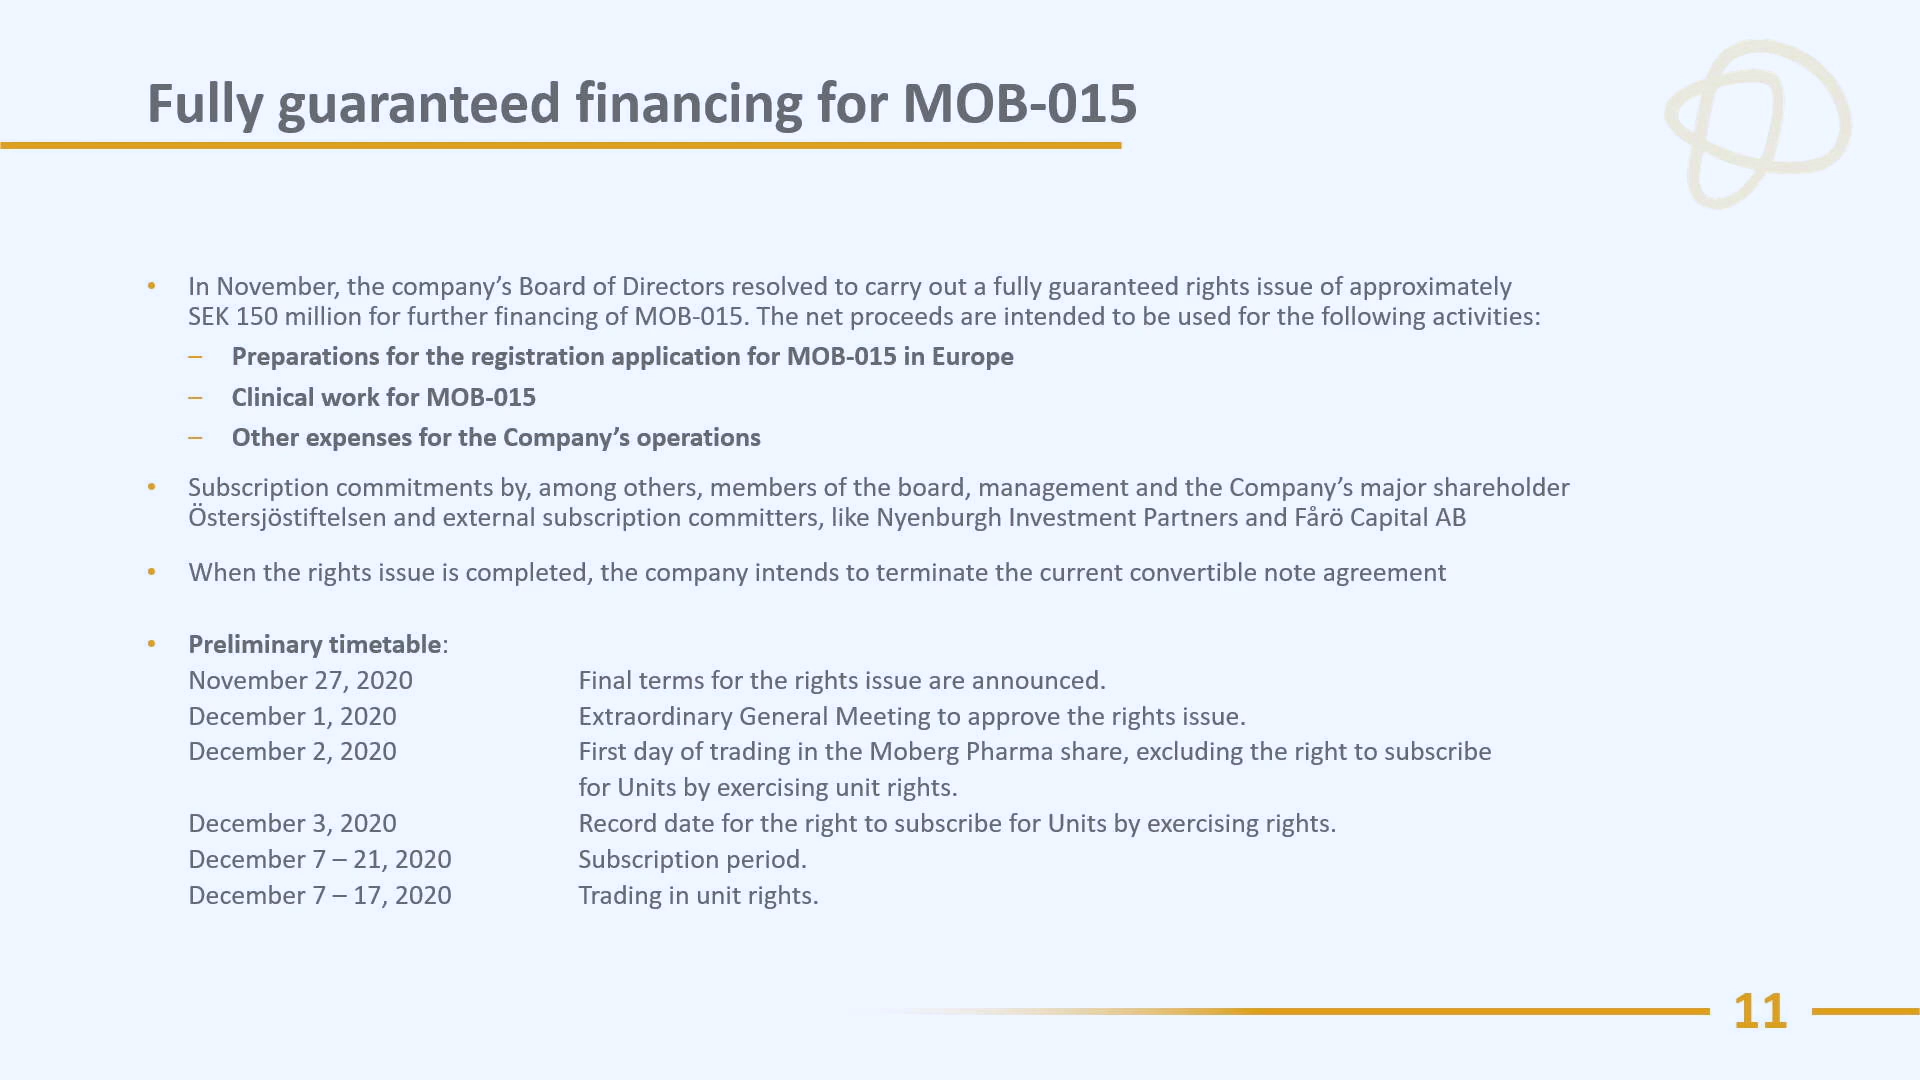 Fully guaranteed financing for MOB-015
• In November, the company’s Board of Directors resolved to carry out a fully guaranteed rights issue of approximately
SEK 150 million for further financing of MOB-015. The net proceeds are intended to be used for the following activities:
– Preparations for the registration application for MOB-015 in Europe
– Clinical work for MOB-015
– Other expenses for the Company’s operations
• Subscription commitments by, among others, members of the board, management and the Company’s major shareholder
Östersjöstiftelsen and external subscription committers, like Nyenburgh Investment Partners and Fårö Capital AB
• When the rights issue is completed, the company intends to terminate the current convertible note agreement
• Preliminary timetable:
November 27, 2020 Final terms for the rights issue are announced.
December 1, 2020 Extraordinary General Meeting to approve the rights issue.
December 2, 2020 First day of trading in the Moberg Pharma share, excluding the right to subscribe
for Units by exercising unit rights.
December 3, 2020 Record date for the right to subscribe for Units by exercising rights.
December 7 – 21, 2020 Subscription period.
December 7 – 17, 2020 Trading in unit rights.
11